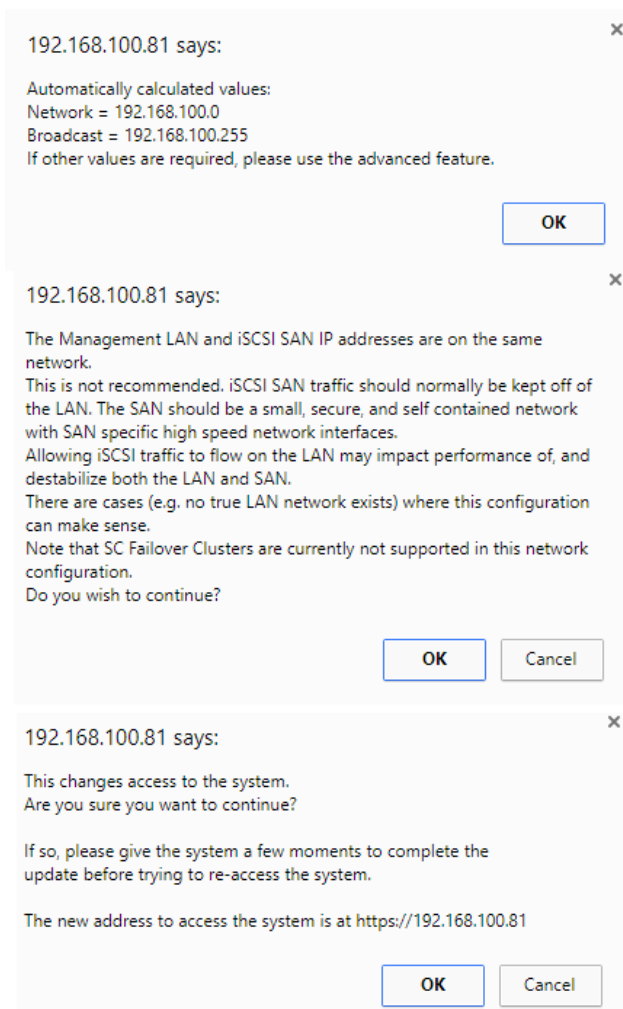 192.168.100.81 says:
Automatically calculated values:
Network = 192.168.100.0
Broadcast = 192.168.100.255
If other values are required, please use the advanced feature.
OK
192.168.100.81 says:
The Management LAN and iSCSI SAN IP addresses are on the same
network.
This is not recommended. iSCSI SAN traffic should normally be kept off of
the LAN. The SAN should be a small, secure, and self contained network
with SAN specific high speed network interfaces.
Allowing iSCSI traffic to flow on the LAN may impact performance of, and
destabilize both the LAN and SAN.
There are cases (e.g. no true LAN network exists) where this configuration
can make sense.
Note that SC Failover Clusters are currently not supported in this network
configuration.
Do you wish to continue?
OK Cancel
192.168.100.81 says:
This changes access to the system.
Are you sure you want to continue?
If so, please give the system a few moments to complete the
update before trying to re-access the system.
The new address to access the system is at https://192.168.100.81
OK Cancel